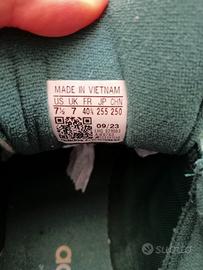 MADE IN VIETNAM
US UK FR JP CHN
7½ 7 40⅔ 255 250
09/23
subito